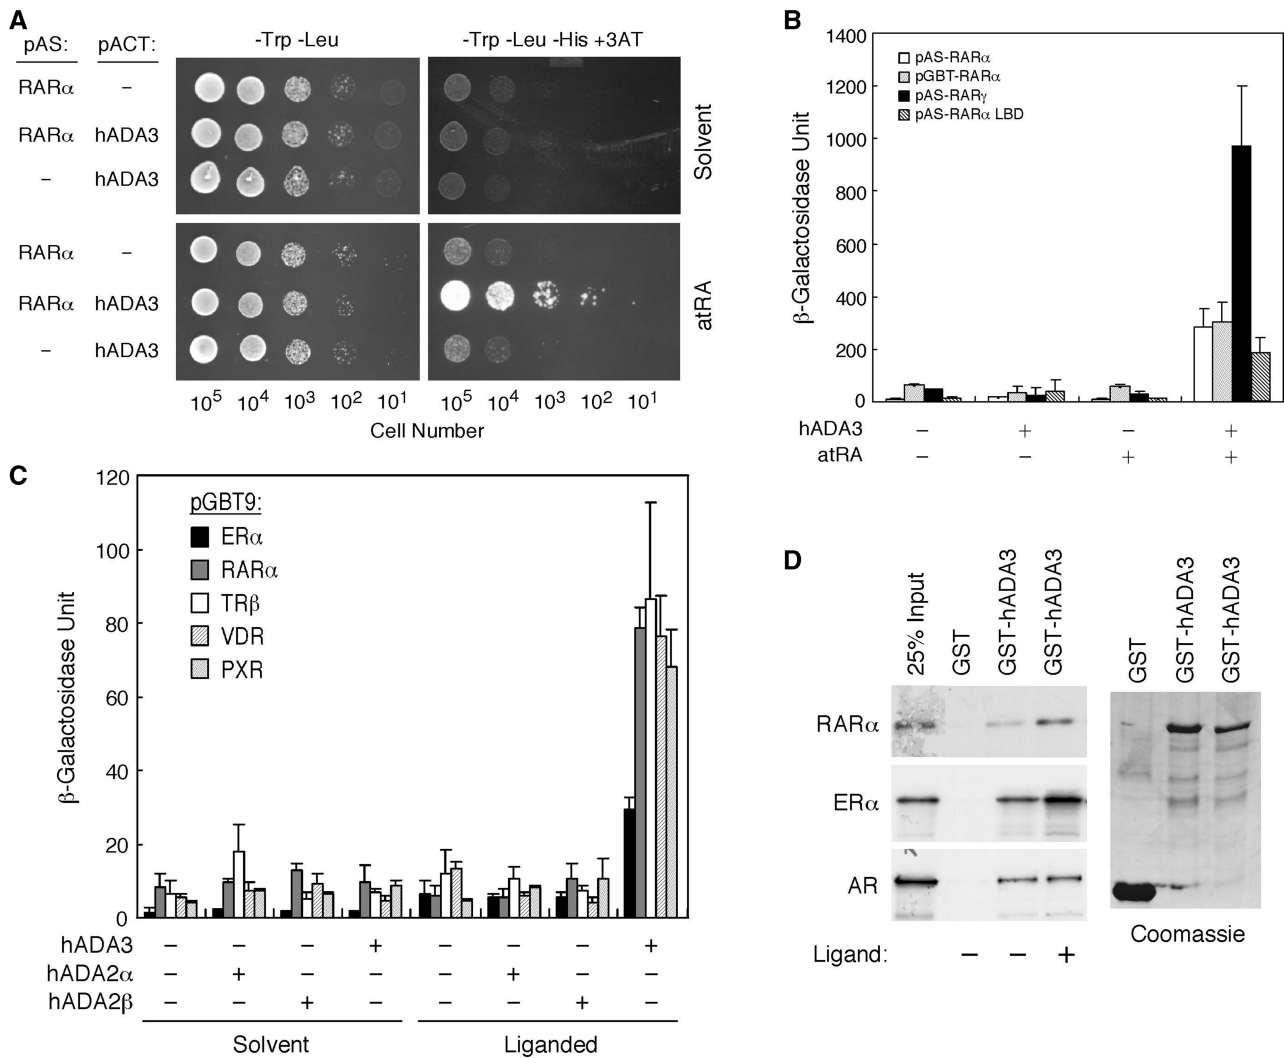 A
pAS: pACT: -Trp -Leu -Trp -Leu -His +3AT
RARα –
RARα hADA3
– hADA3
Solvent
RARα –
RARα hADA3
– hADA3
atRA
10⁵ 10⁴ 10³ 10² 10¹ 10⁵ 10⁴ 10³ 10² 10¹
Cell Number
B
β-Galactosidase Unit
1400
1200
1000
800
600
400
200
0
pAS-RARα
pGBT-RARα
pAS-RARγ
pAS-RARα LBD
hADA3 – + – +
atRA – – + +
C
β-Galactosidase Unit
120
100
80
60
40
20
0
pGBT9:
ERα
RARα
TRβ
VDR
PXR
hADA3 – – – + – – – +
hADA2α – + – – – + – –
hADA2β – – + – – – + –
Solvent Liganded
D
25% Input GST GST-hADA3 GST-hADA3 GST GST-hADA3 GST-hADA3
RARα
ERα
AR
Ligand: – – +
Coomassie